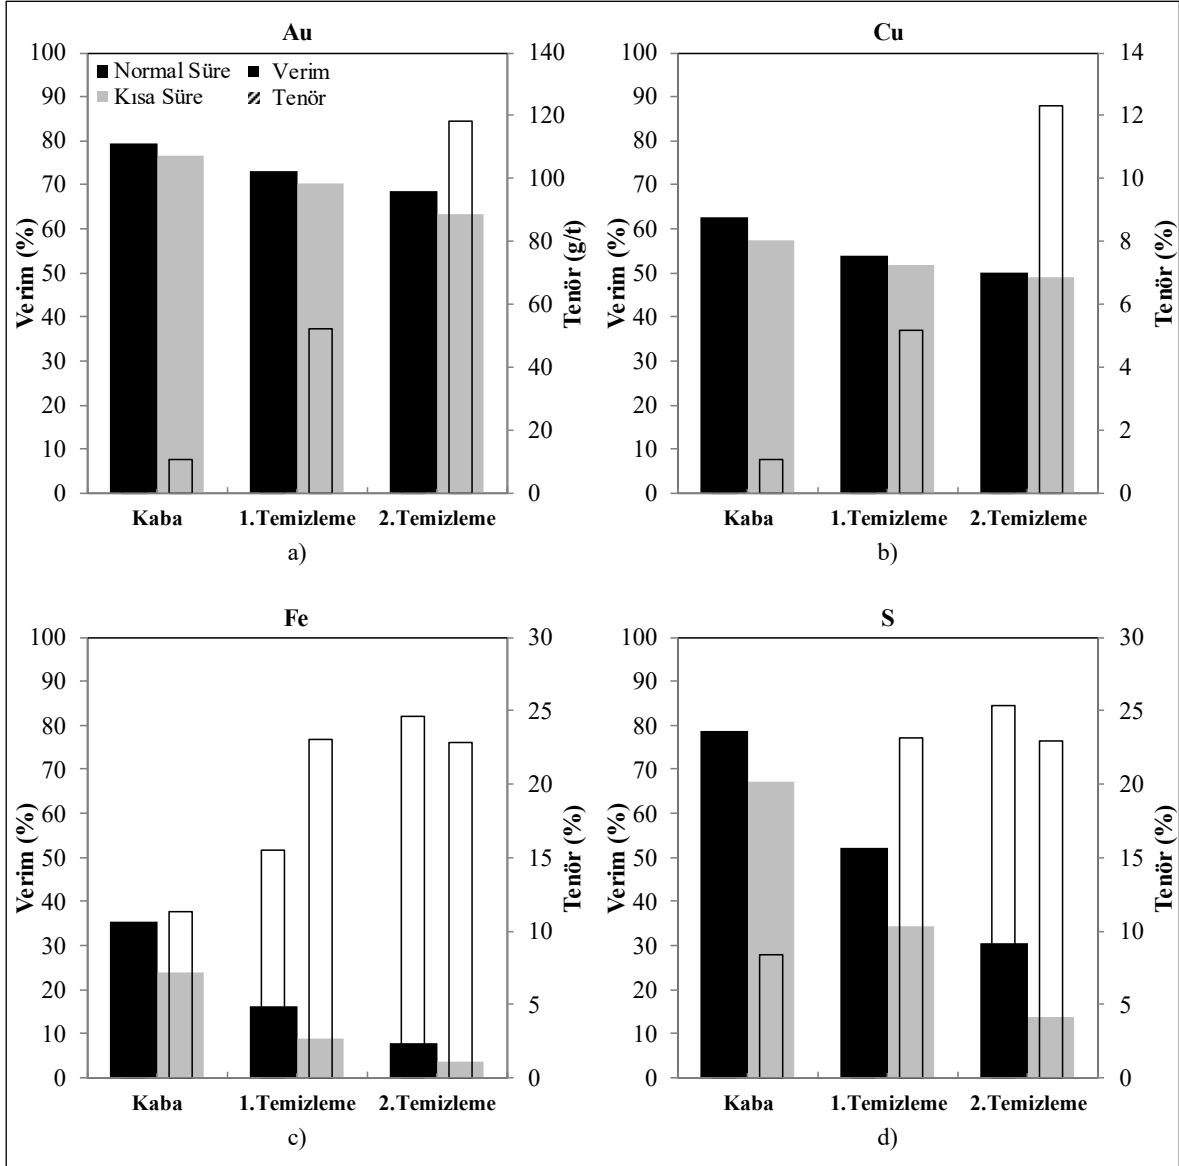 Au
100
90
80
70
60
50
40
30
20
10
0
Verim (%)
140
120
100
80
60
40
20
0
Tenör (g/t)
Normal Süre
Verim
Kısa Süre
Tenör
Kaba
1.Temizleme
2.Temizleme
a)
Cu
100
90
80
70
60
50
40
30
20
10
0
Verim (%)
14
12
10
8
6
4
2
0
Tenör (%)
Kaba
1.Temizleme
2.Temizleme
b)
Fe
100
90
80
70
60
50
40
30
20
10
0
Verim (%)
30
25
20
15
10
5
0
Tenör (%)
Kaba
1.Temizleme
2.Temizleme
c)
S
100
90
80
70
60
50
40
30
20
10
0
Verim (%)
30
25
20
15
10
5
0
Tenör (%)
Kaba
1.Temizleme
2.Temizleme
d)